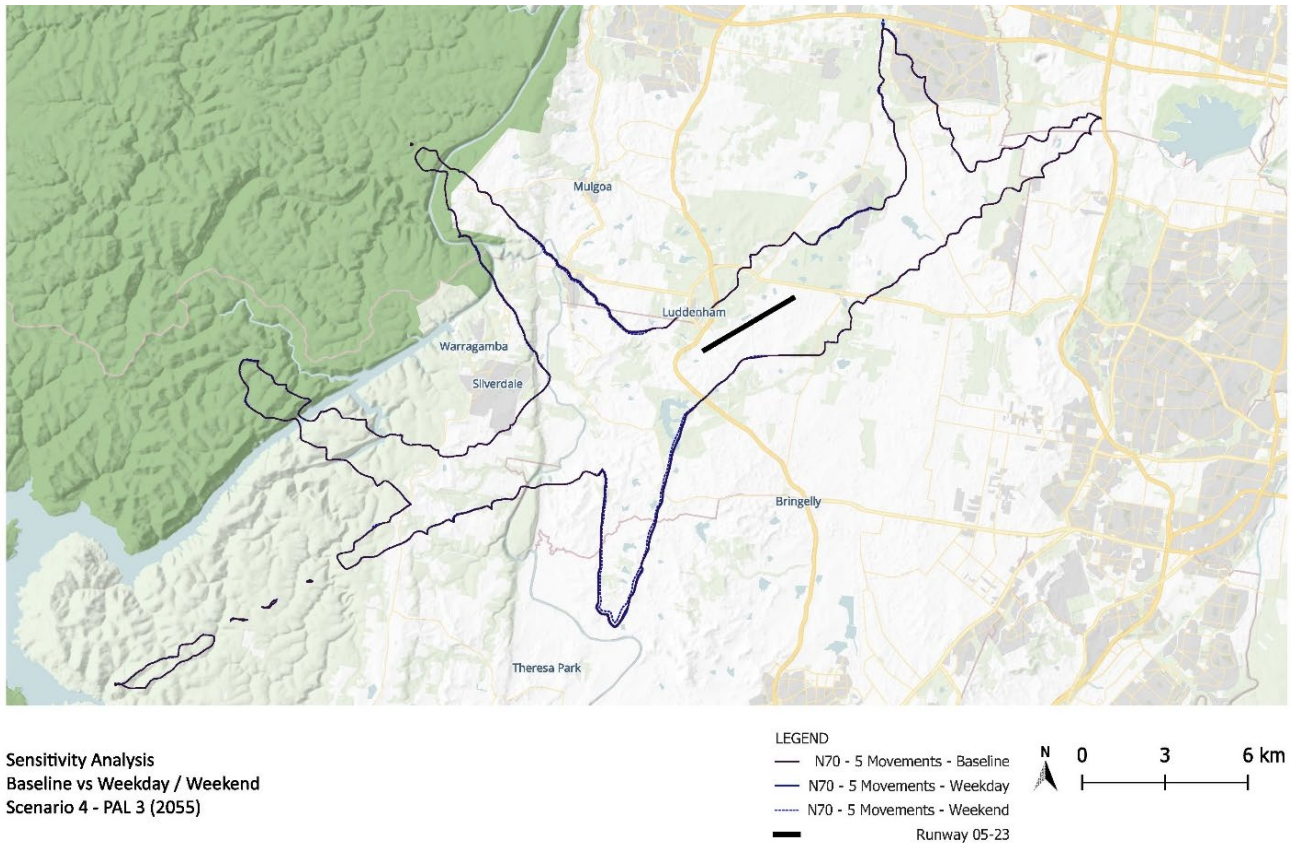 Mulgoa
Luddenham
Warragamba
Silverdale
Bringelly
Theresa Park
Sensitivity Analysis
Baseline vs Weekday / Weekend
Scenario 4 - PAL 3 (2055)
LEGEND
N70 - 5 Movements - Baseline
N70 - 5 Movements - Weekday
N70 - 5 Movements - Weekend
Runway 05-23
N
0 3 6 km